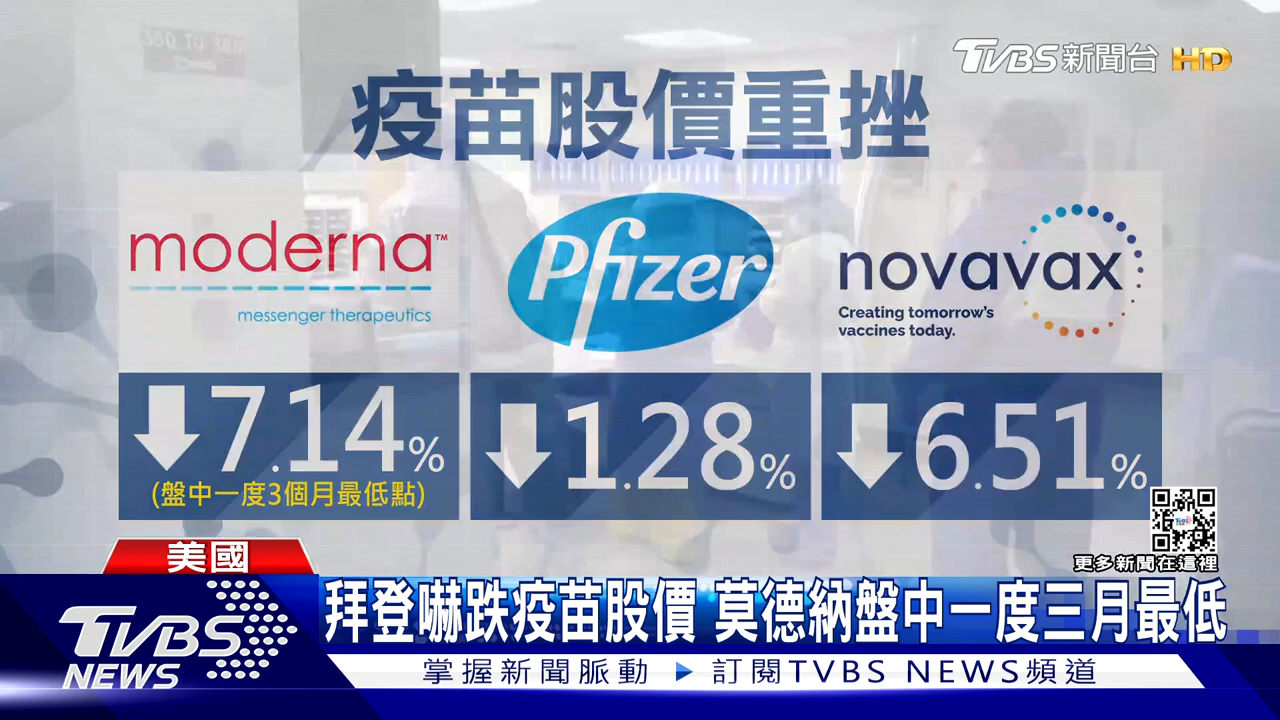 550 TO 560
TVBS新聞台 HD
疫苗股價重挫
moderna™
messenger therapeutics
Pfizer
novavax
Creating tomorrow's
vaccines today.
7.14%
(盤中一度3個月最低點)
1.28%
6.51%
TVBS
更多新聞在這裡
美國
拜登嚇跌疫苗股價 莫德納盤中一度三月最低
TVBS
NEWS
掌握新聞脈動 ▶ 訂閱TVBS NEWS頻道